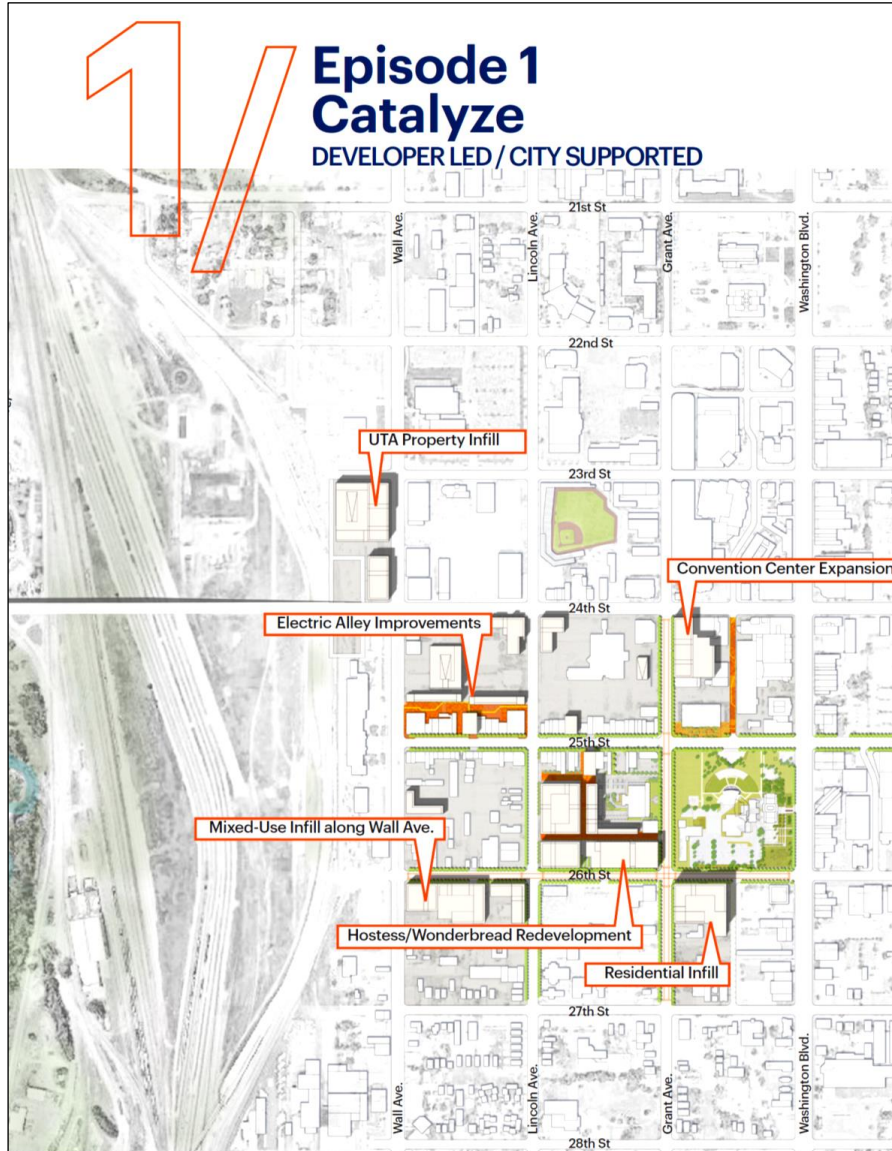 1/
Episode 1
Catalyze
DEVELOPER LED / CITY SUPPORTED
21st St
Wall Ave.
Lincoln Ave.
Grant Ave.
Washington Blvd.
22nd St
UTA Property Infill
23rd St
Convention Center Expansion
24th St
Electric Alley Improvements
25th St
Mixed-Use Infill along Wall Ave.
26th St
Hostess/Wonderbread Redevelopment
Residential Infill
27th St
Wall Ave.
Lincoln Ave.
Grant Ave.
Washington Blvd.
28th St